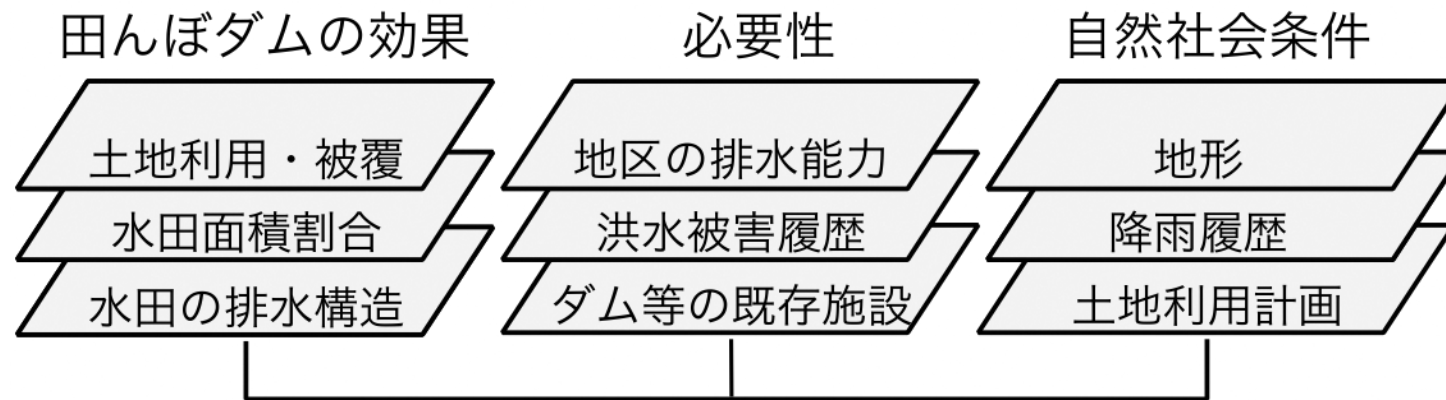 田んぼダムの効果
土地利用・被覆
水田面積割合
水田の排水構造
必要性
地区の排水能力
洪水被害履歴
ダム等の既存施設
自然社会条件
地形
降雨履歴
土地利用計画